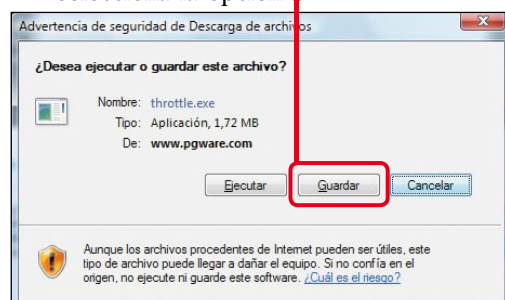 Advertencia de seguridad de Descarga de archivos
¿Desea ejecutar o guardar este archivo?
Nombre: throttle.exe
Tipo: Aplicación, 1,72 MB
De: www.pgware.com
Ejecutar Guardar Cancelar
Aunque los archivos procedentes de Internet pueden ser útiles, este
tipo de archivo puede llegar a dañar el equipo. Si no confía en el
origen, no ejecute ni guarde este software. ¿Cuál es el riesgo?